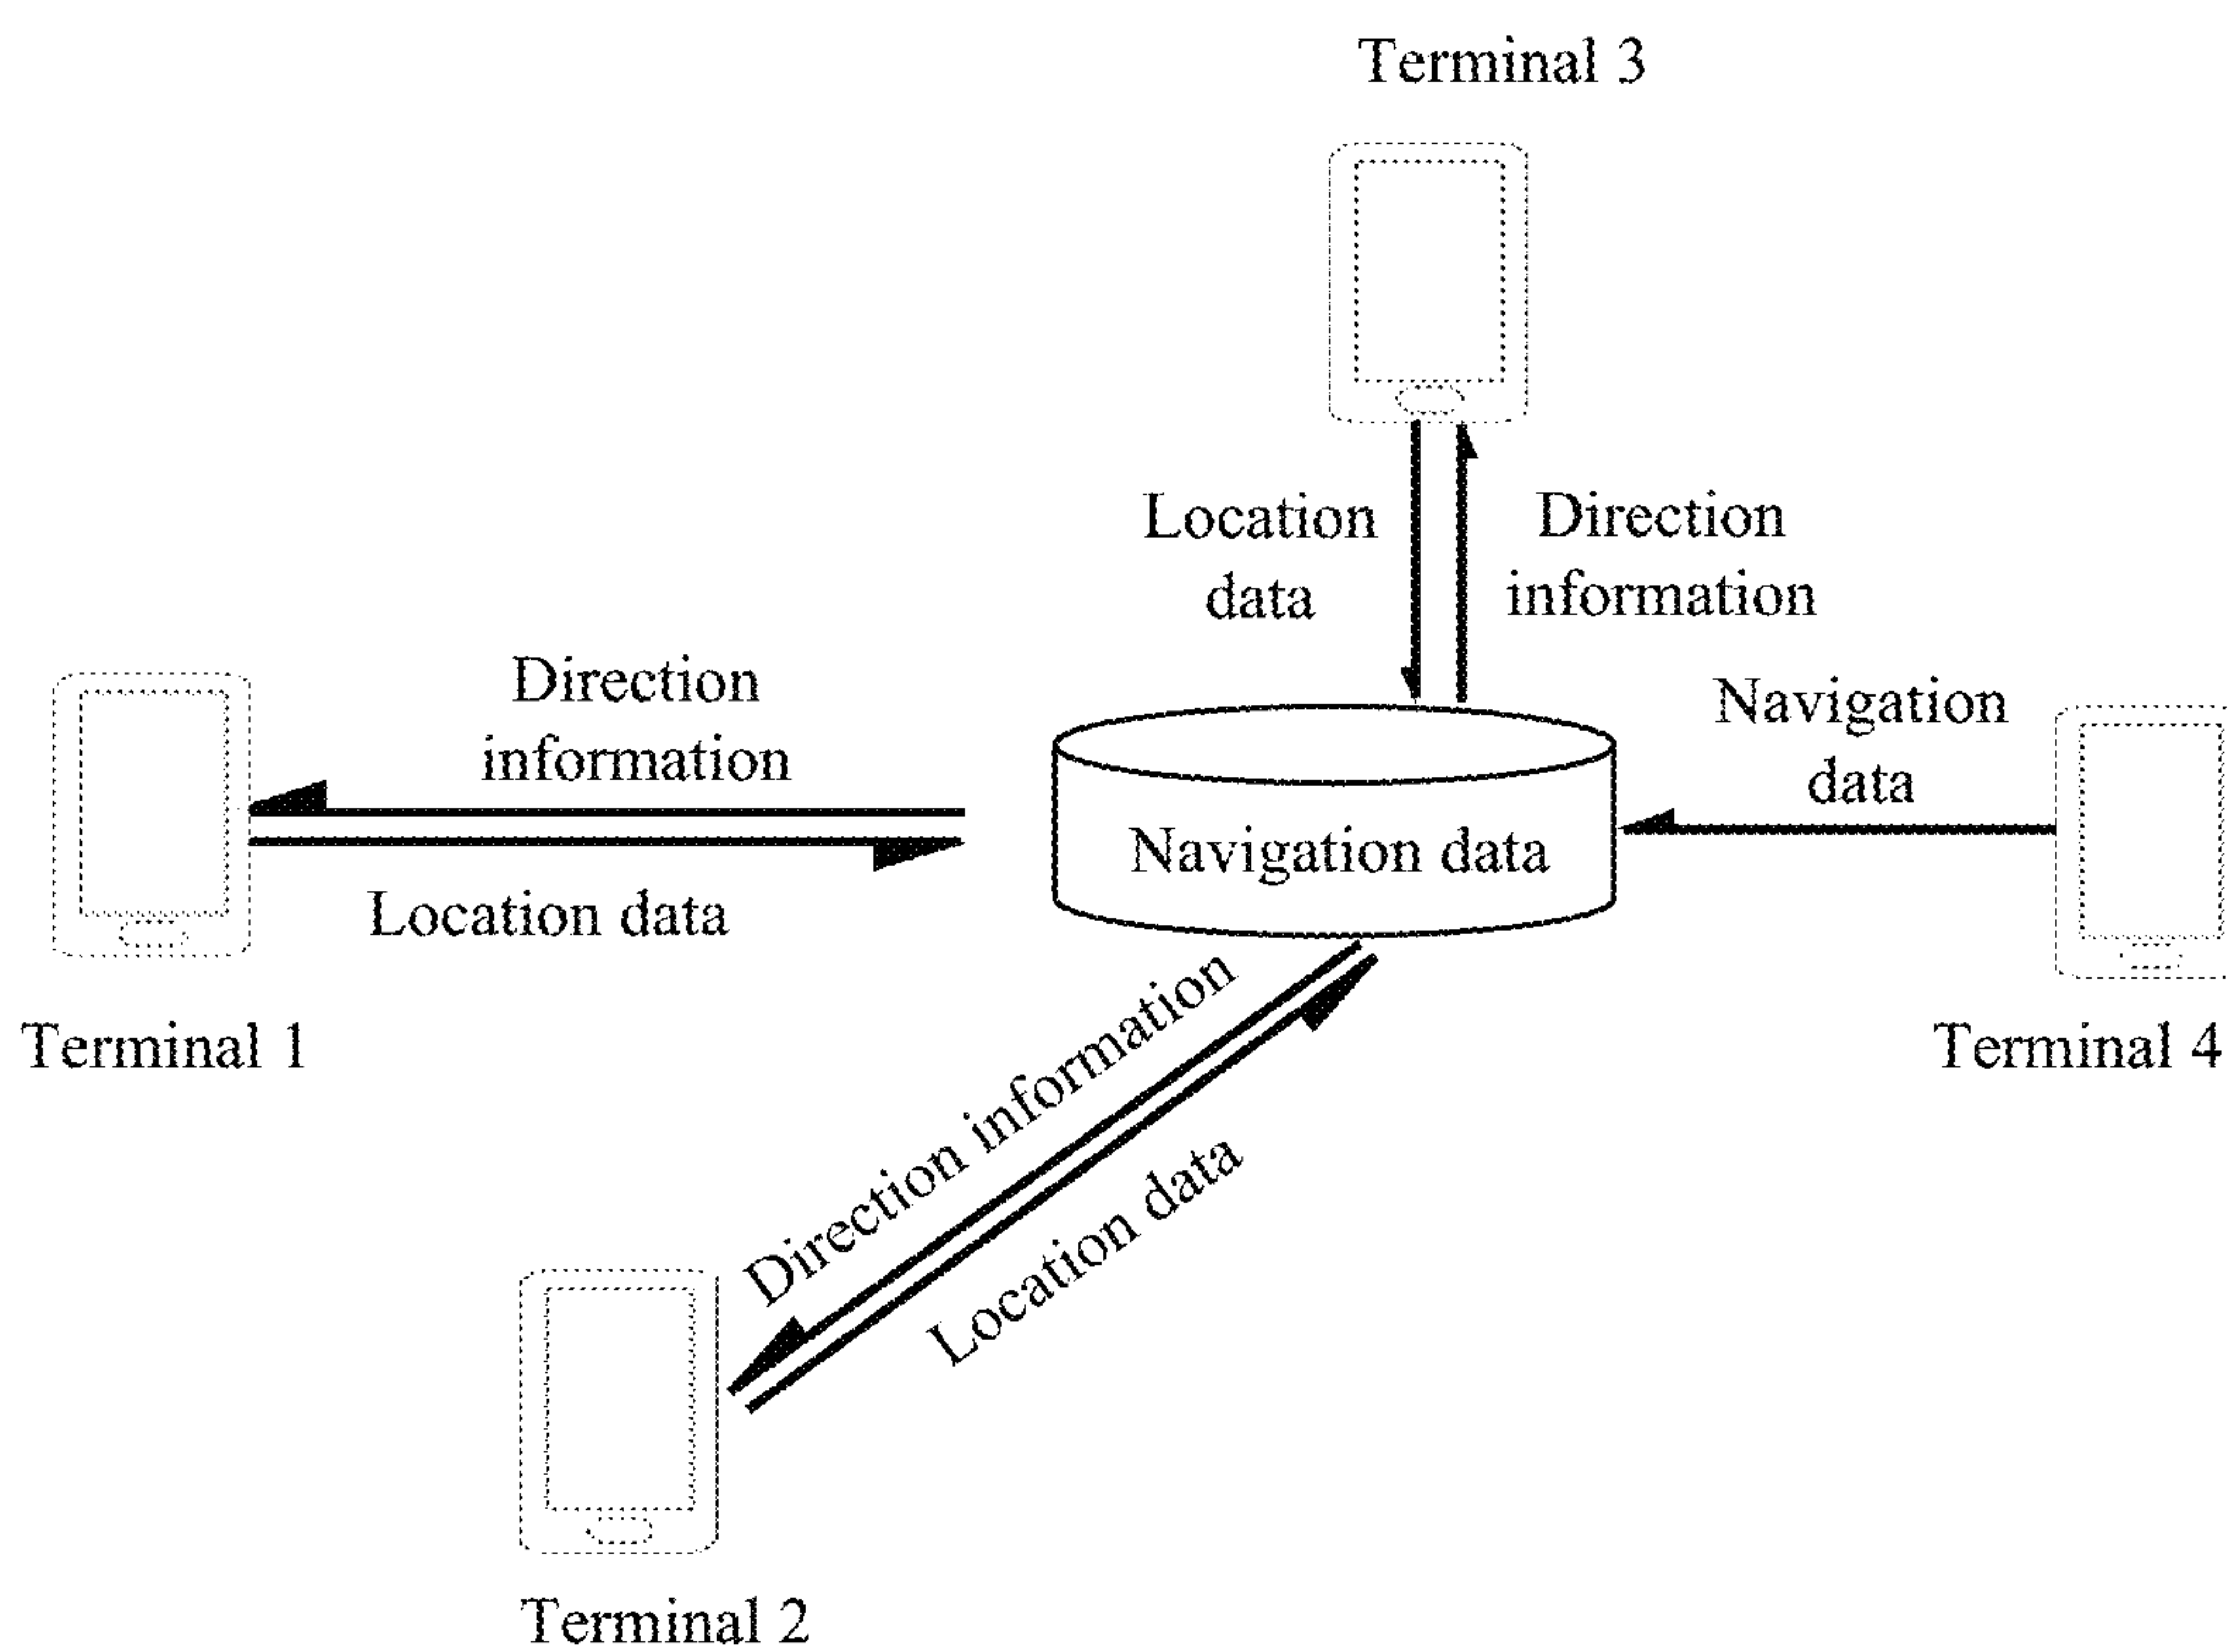 Terminal 3
Location
data
Direction
information
Direction
information
Navigation
data
Navigation data
Location data
Terminal 1
Terminal 4
Direction information
Location data
Terminal 2